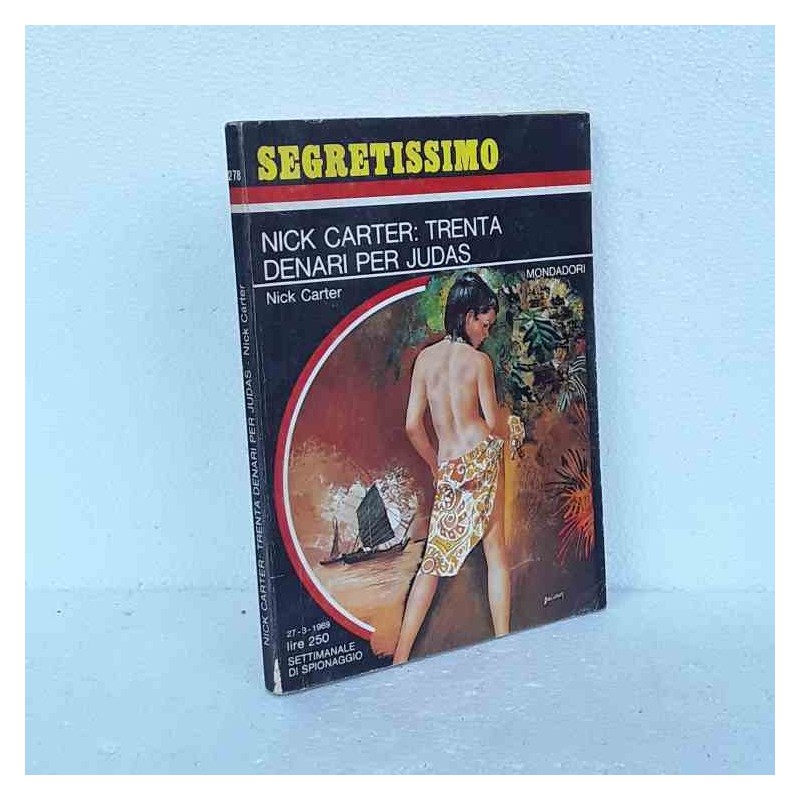 278
SEGRETISSIMO
NICK CARTER: TRENTA
DENARI PER JUDAS
Nick Carter
MONDADORI
27-3-1969
lire 250
SETTIMANALE
DI SPIONAGGIO
NICK CARTER: TRENTA DENARI PER JUDAS - Nick Carter